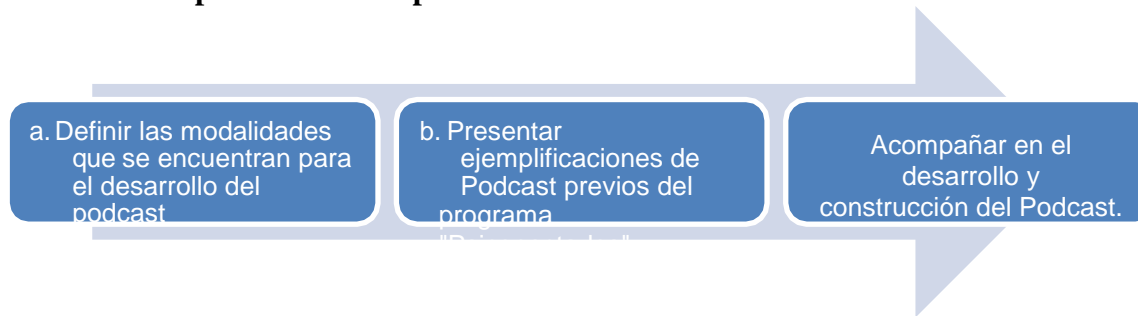 a. Definir las modalidades
que se encuentran para
el desarrollo del
podcast
b. Presentar
ejemplificaciones de
Podcast previos del
programa
Acompañar en el
desarrollo y
construcción del Podcast.